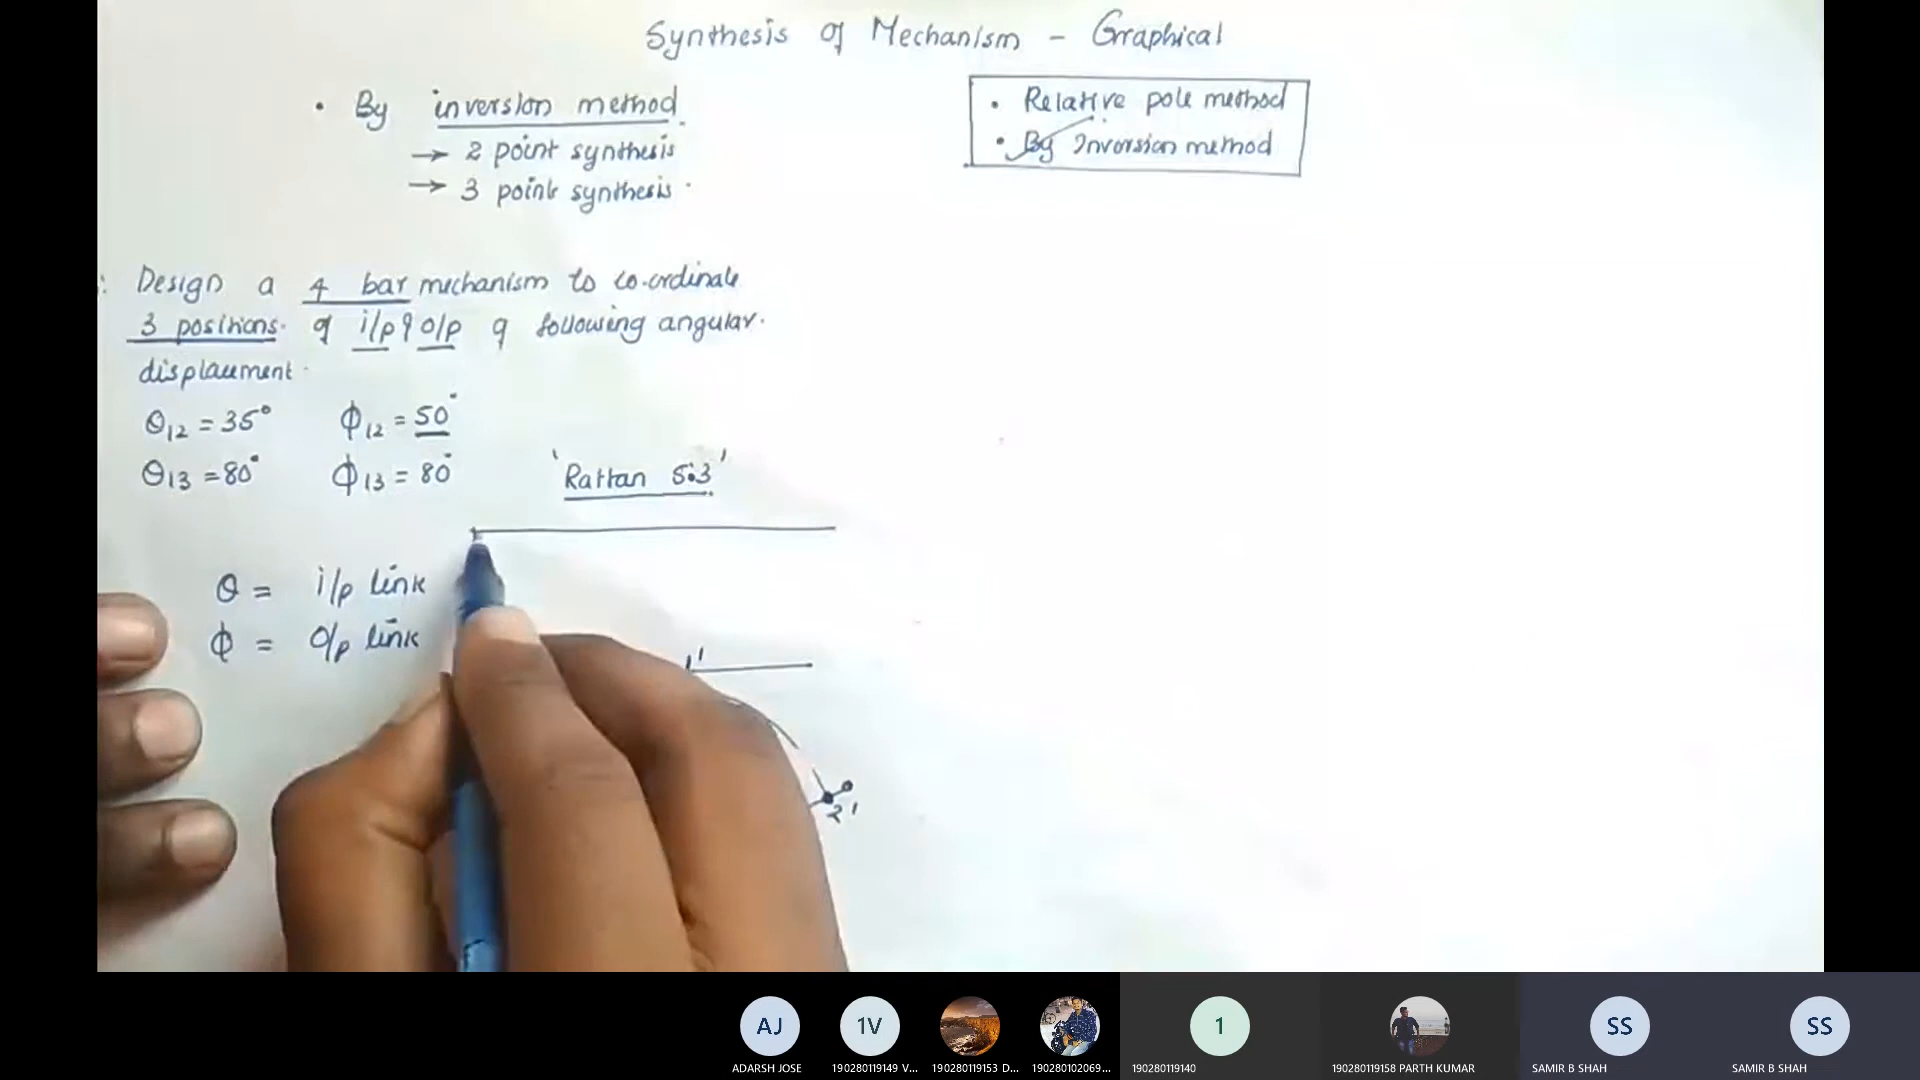 Synthesis of Mechanism - Graphical
• By inversion method
→ 2 point synthesis
→ 3 point synthesis
• Relative pole method
• By Inversion method
: Design a 4 bar mechanism to co-ordinate
3 positions of i/p & o/p of following angular
displacement
θ12 = 35° ϕ12 = 50°
θ13 = 80° ϕ13 = 80°
'Rattan 5.3'
θ = i/p link
ϕ = o/p link
1'
2'
AJ
1V
1
SS
SS
ADARSH JOSE
190280119149 V...
190280119153 D...
190280102069...
190280119140
190280119158 PARTH KUMAR
SAMIR B SHAH
SAMIR B SHAH